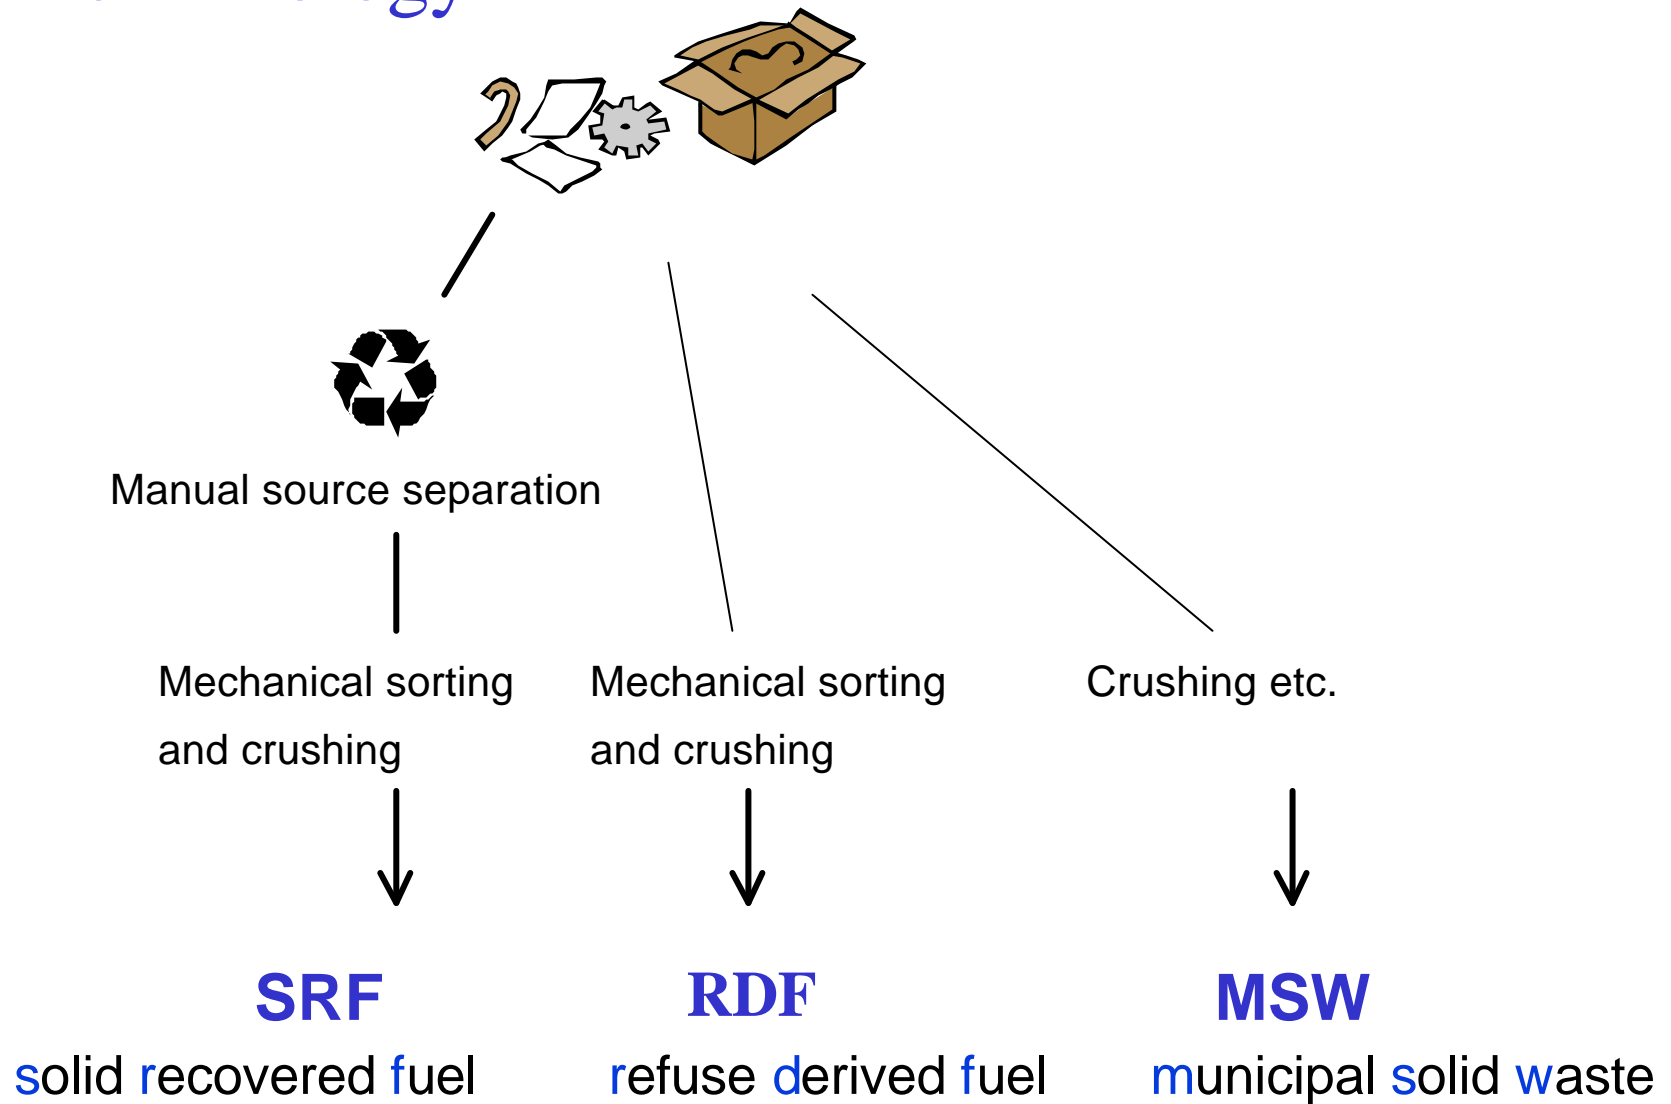 Manual source separation
Mechanical sorting
and crushing
Mechanical sorting
and crushing
Crushing etc.
SRF
RDF
MSW
solid recovered fuel
refuse derived fuel
municipal solid waste